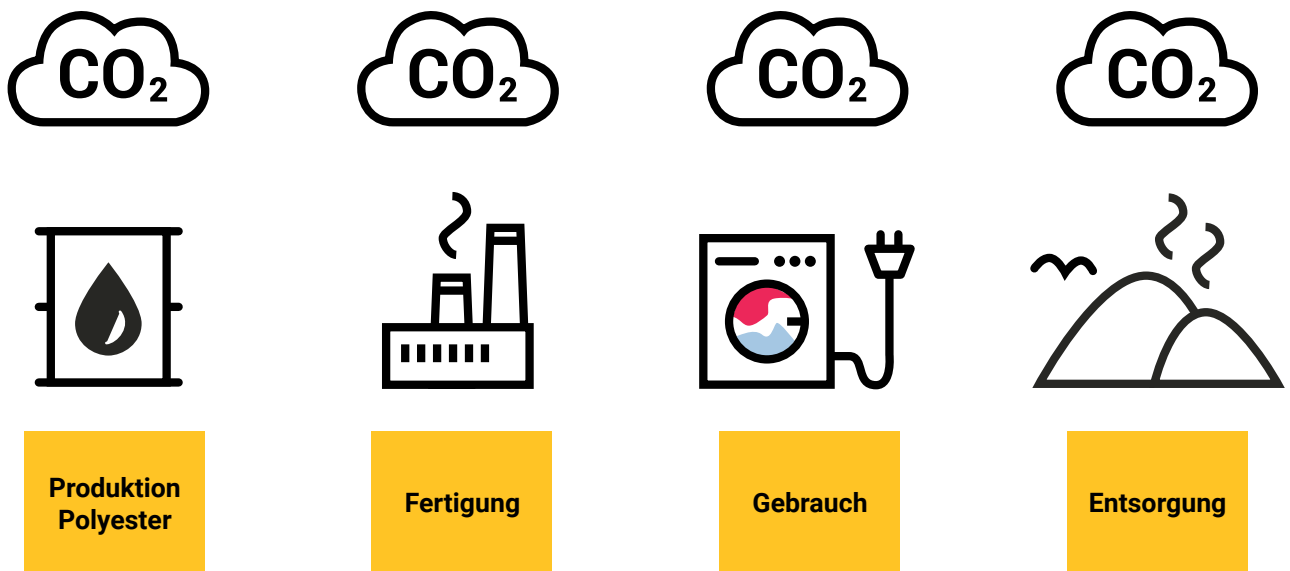 CO₂ CO₂ CO₂ CO₂
Produktion
Polyester
Fertigung
Gebrauch
Entsorgung